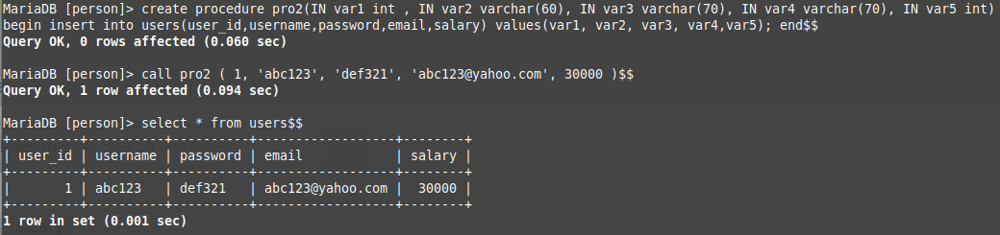 MariaDB [person]> create procedure pro2(IN var1 int , IN var2 varchar(60), IN var3 varchar(70), IN var4 varchar(70), IN var5 int)
begin insert into users(user_id,username,password,email,salary) values(var1, var2, var3, var4,var5); end$$
Query OK, 0 rows affected (0.060 sec)

MariaDB [person]> call pro2 ( 1, 'abc123', 'def321', 'abc123@yahoo.com', 30000 )$$
Query OK, 1 row affected (0.094 sec)

MariaDB [person]> select * from users$$
+---------+----------+----------+------------------+--------+
| user_id | username | password | email            | salary |
+---------+----------+----------+------------------+--------+
|       1 | abc123   | def321   | abc123@yahoo.com |  30000 |
+---------+----------+----------+------------------+--------+
1 row in set (0.001 sec)